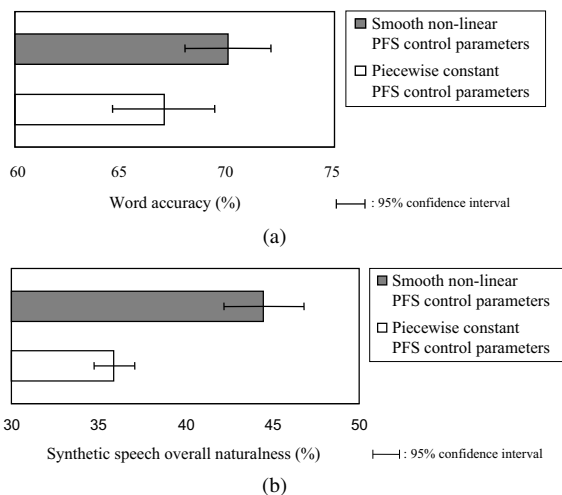 Smooth non-linear
PFS control parameters
Piecewise constant
PFS control parameters
60 65 70 75
Word accuracy (%)
: 95% confidence interval
(a)
Smooth non-linear
PFS control parameters
Piecewise constant
PFS control parameters
30 35 40 45 50
Synthetic speech overall naturalness (%)
: 95% confidence interval
(b)